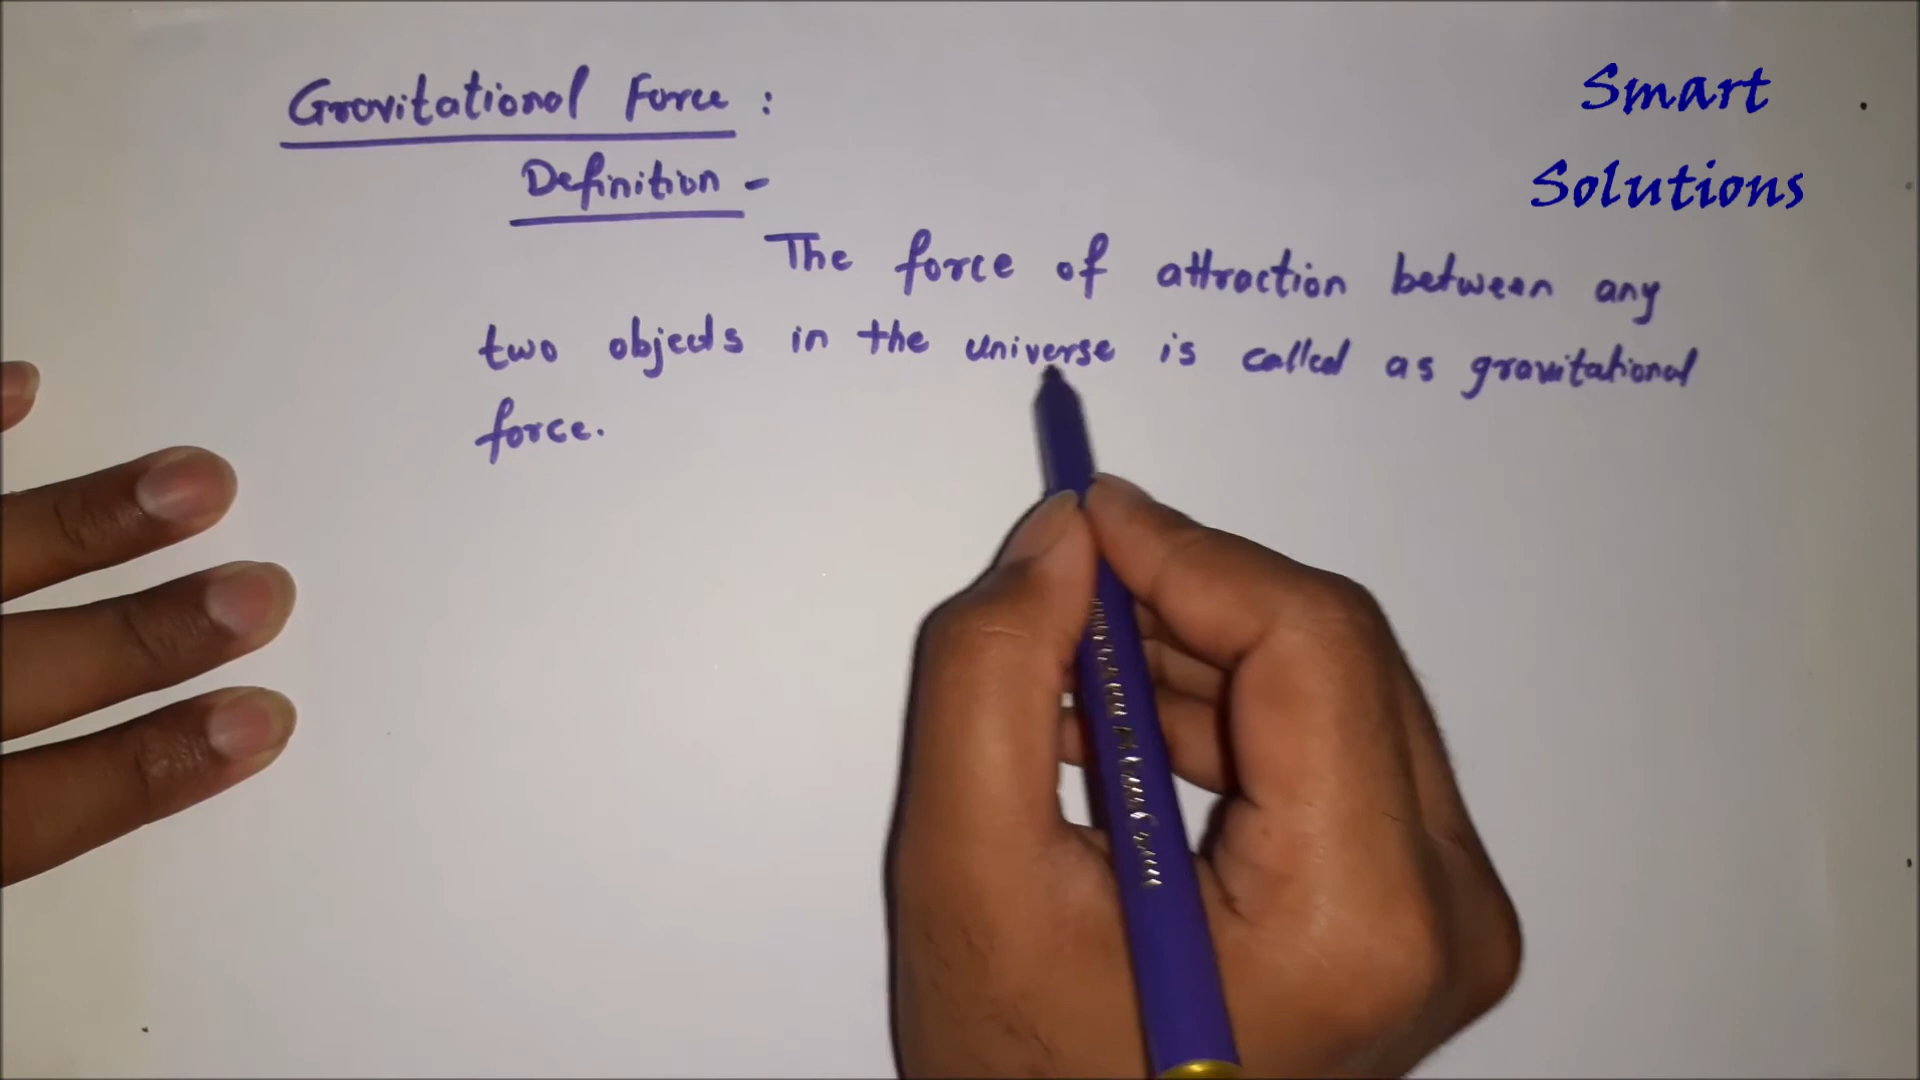 Gravitational Force :
Definition -
The force of attraction between any
two objects in the universe is called as gravitational
force.
Smart
Solutions